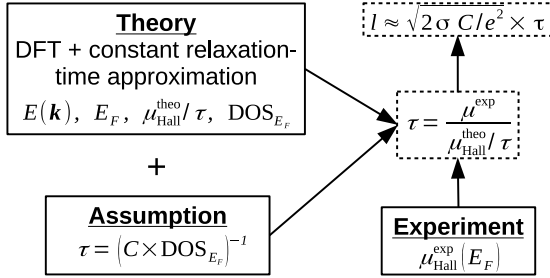 Theory
DFT + constant relaxation-
time approximation
E(k), E_F, μ_Hall^theo/τ, DOS_{E_F}
+
Assumption
τ = (C×DOS_{E_F})^{-1}
l ≈ √(2σ C/e²) × τ
τ = μ^exp / (μ_Hall^theo/τ)
Experiment
μ_Hall^exp(E_F)